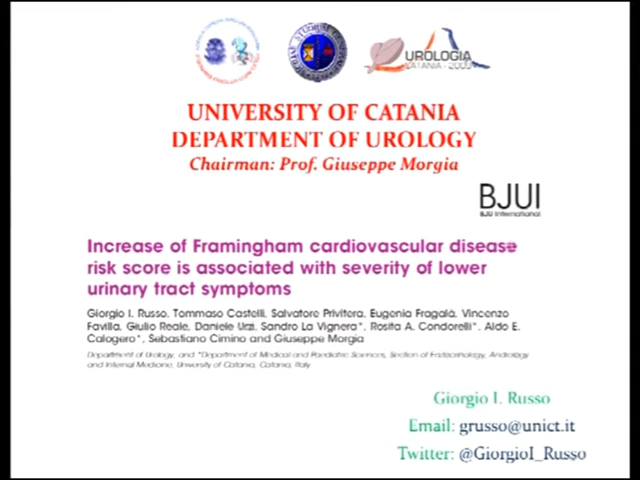 UROLOGIA
CATANIA - 2009
UNIVERSITY OF CATANIA
DEPARTMENT OF UROLOGY
Chairman: Prof. Giuseppe Morgia
BJUI
BJU International
Increase of Framingham cardiovascular disease
risk score is associated with severity of lower
urinary tract symptoms
Giorgio I. Russo, Tommaso Castelli, Salvatore Privitera, Eugenia Fragalà, Vincenzo
Favilla, Giulio Reale, Daniele Urzì, Sandro La Vignera*, Rosita A. Condorelli*, Aldo E.
Calogero*, Sebastiano Cimino and Giuseppe Morgia
Department of Urology, and *Department of Medical and Paediatric Sciences, Section of Endocrinology, Andrology
and Internal Medicine, University of Catania, Catania, Italy
Giorgio I. Russo
Email: grusso@unict.it
Twitter: @GiorgioI_Russo